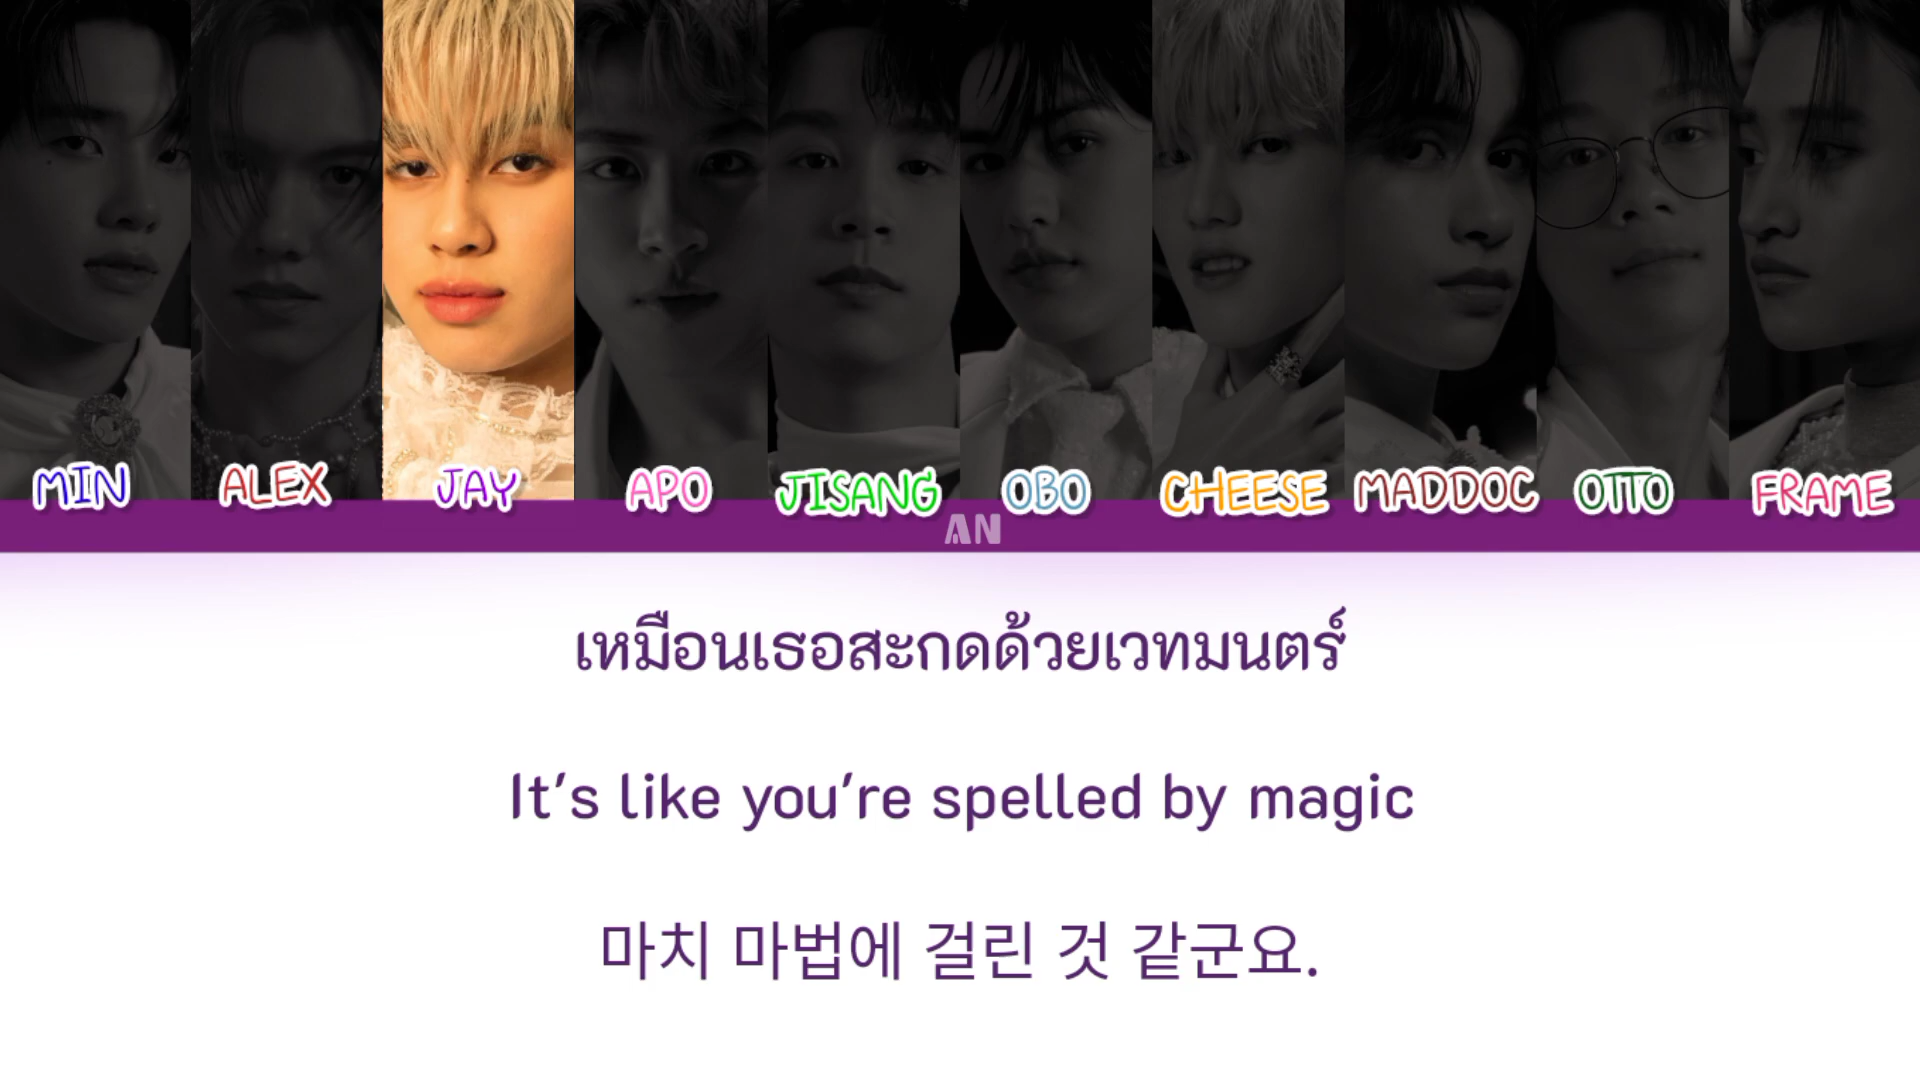 MIN
ALEX
JAY
APO
JISANG
OBO
CHEESE
MADDOC
OTTO
FRAME
AN
เหมือนเธอสะกดด้วยเวทมนตร์
It's like you're spelled by magic
마치 마법에 걸린 것 같군요.